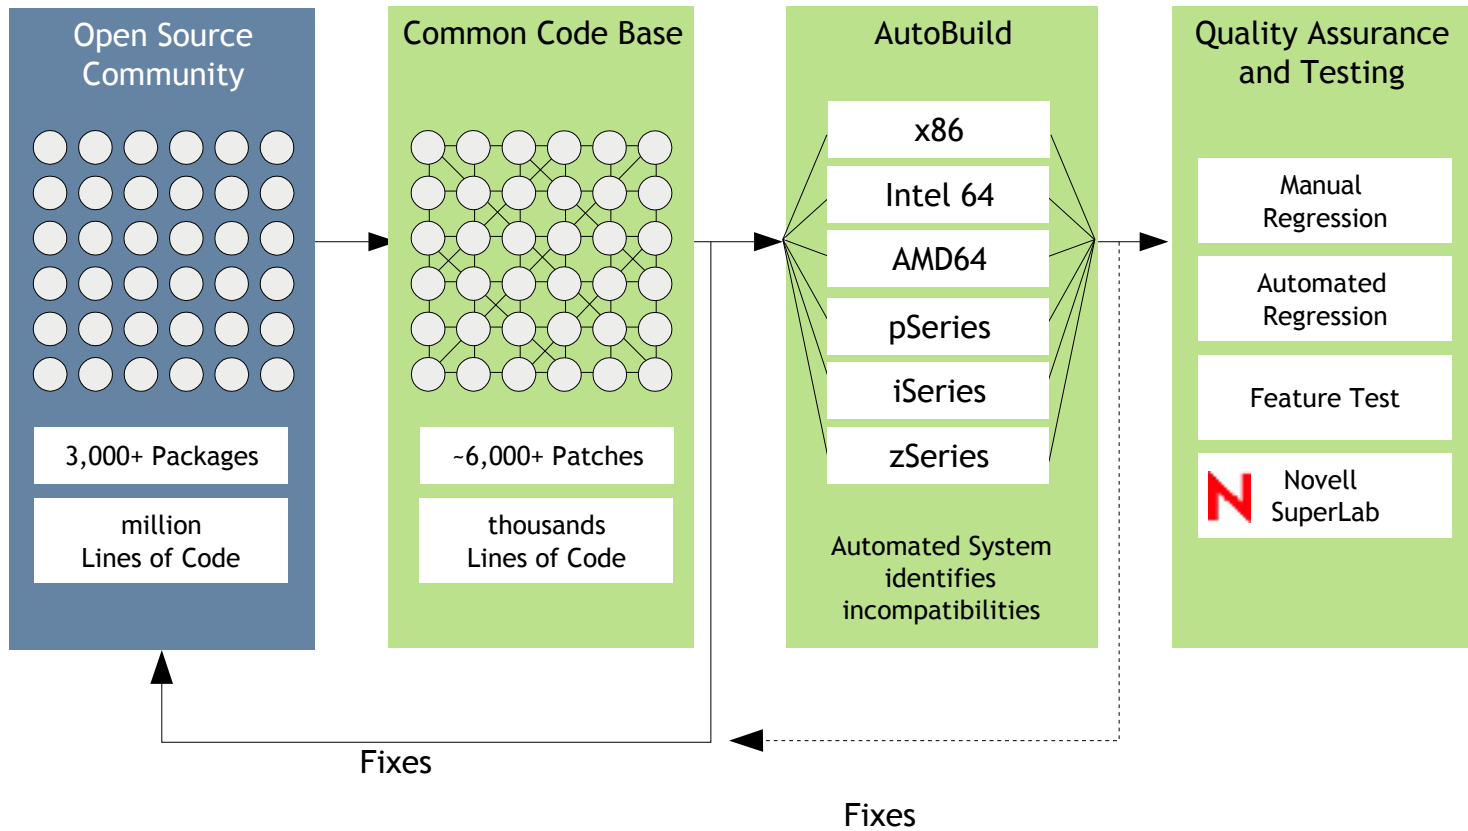 Open Source
Community
3,000+ Packages
million
Lines of Code
Common Code Base
~6,000+ Patches
thousands
Lines of Code
AutoBuild
x86
Intel 64
AMD64
pSeries
iSeries
zSeries
Automated System
identifies
incompatibilities
Quality Assurance
and Testing
Manual
Regression
Automated
Regression
Feature Test
N
Novell
SuperLab
Fixes
Fixes